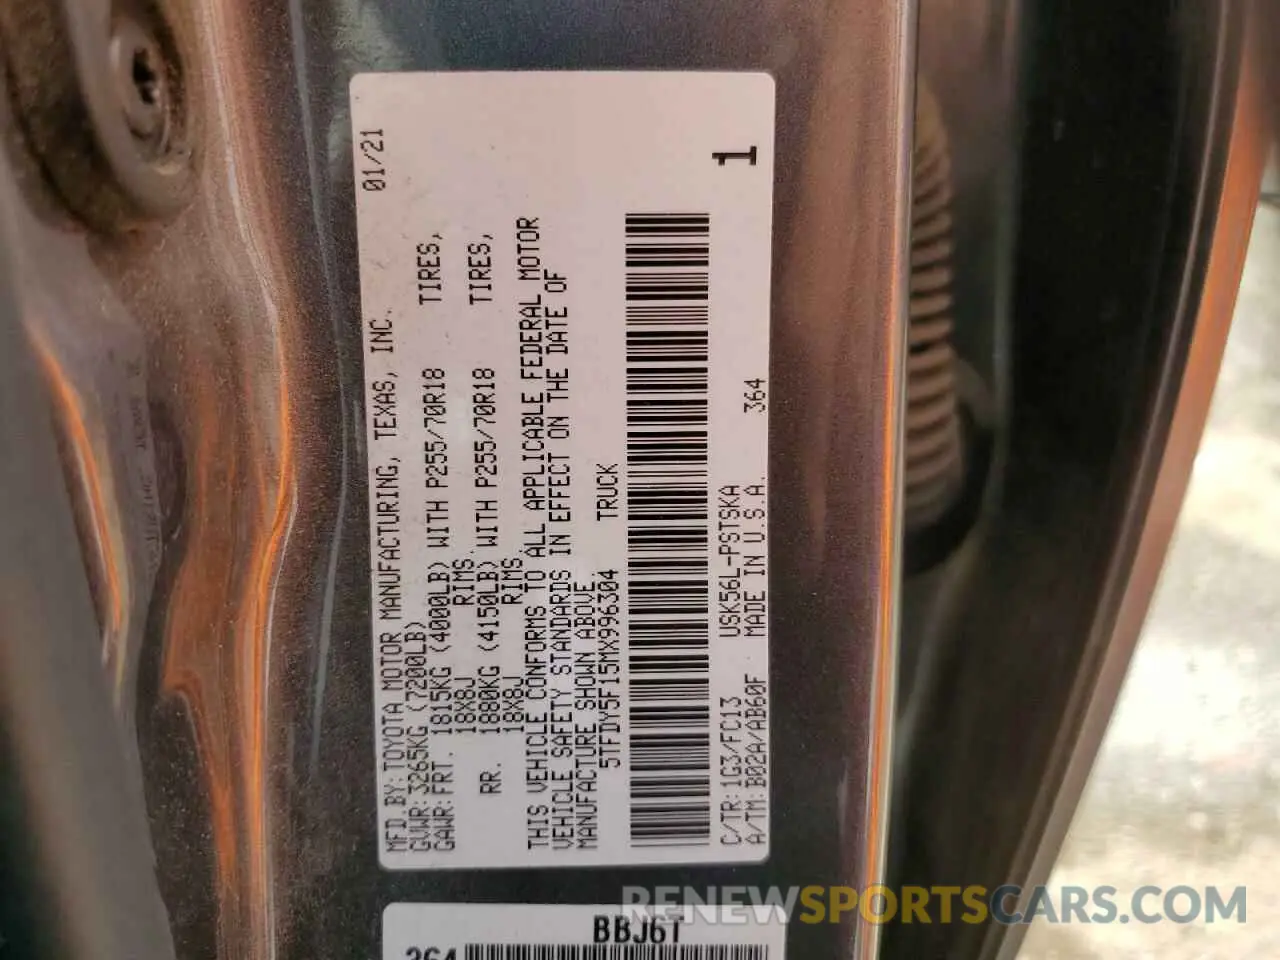 MFD.BY:TOYOTA MOTOR MANUFACTURING, TEXAS, INC. 01/21
GVWR:3265KG (7200LB)
GAWR:FRT. 1815KG (4000LB) WITH P255/70R18 TIRES,
18X8J RIMS.
RR. 1880KG (4150LB) WITH P255/70R18 TIRES,
18X8J RIMS.
THIS VEHICLE CONFORMS TO ALL APPLICABLE FEDERAL MOTOR
VEHICLE SAFETY STANDARDS IN EFFECT ON THE DATE OF
MANUFACTURE SHOWN ABOVE.
5TFDY5F15MX996304 TRUCK
C/TR:1G3/FC13 USK56L-PSTSKA 364 1
A/TM:B02A/AB60F MADE IN U.S.A.
BBJ6T
364
RENEWSPORTSCARS.COM